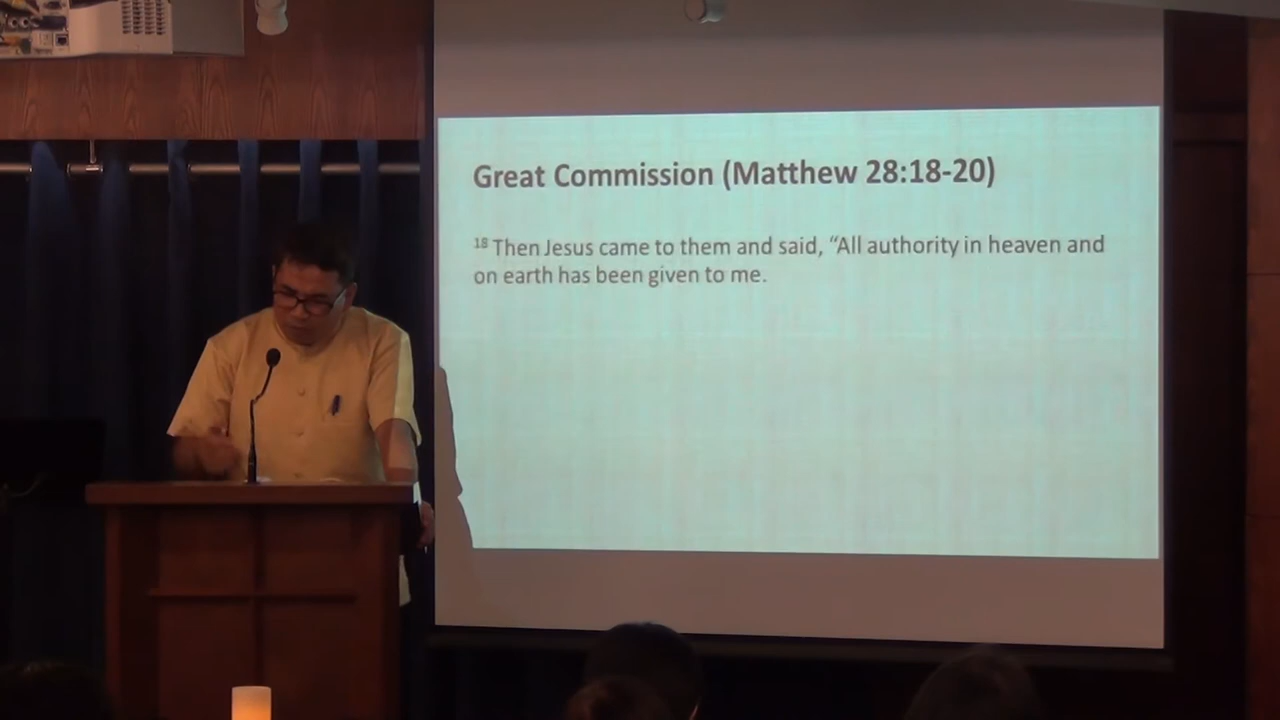 Great Commission (Matthew 28:18-20)
18 Then Jesus came to them and said, “All authority in heaven and
on earth has been given to me.